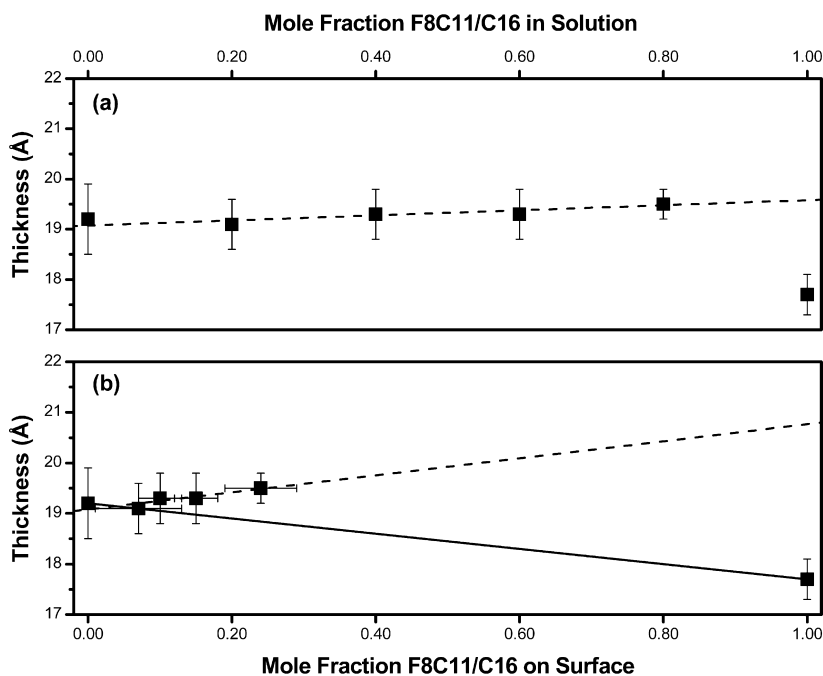 Mole Fraction F8C11/C16 in Solution
0.00 0.20 0.40 0.60 0.80 1.00
(a)
22
21
20
19
18
17
Thickness (Å)
(b)
22
21
20
19
18
17
Thickness (Å)
0.00 0.20 0.40 0.60 0.80 1.00
Mole Fraction F8C11/C16 on Surface